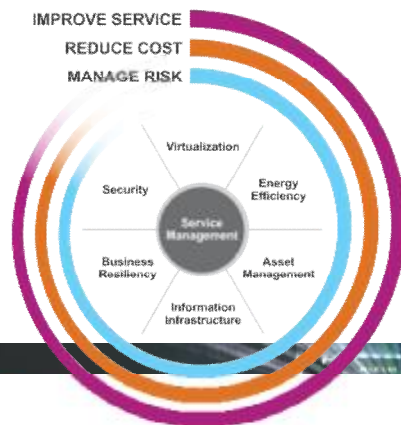 IMPROVE SERVICE
REDUCE COST
MANAGE RISK
Virtualization
Security
Energy
Efficiency
Service
Management
Business
Resiliency
Asset
Management
Information
Infrastructure